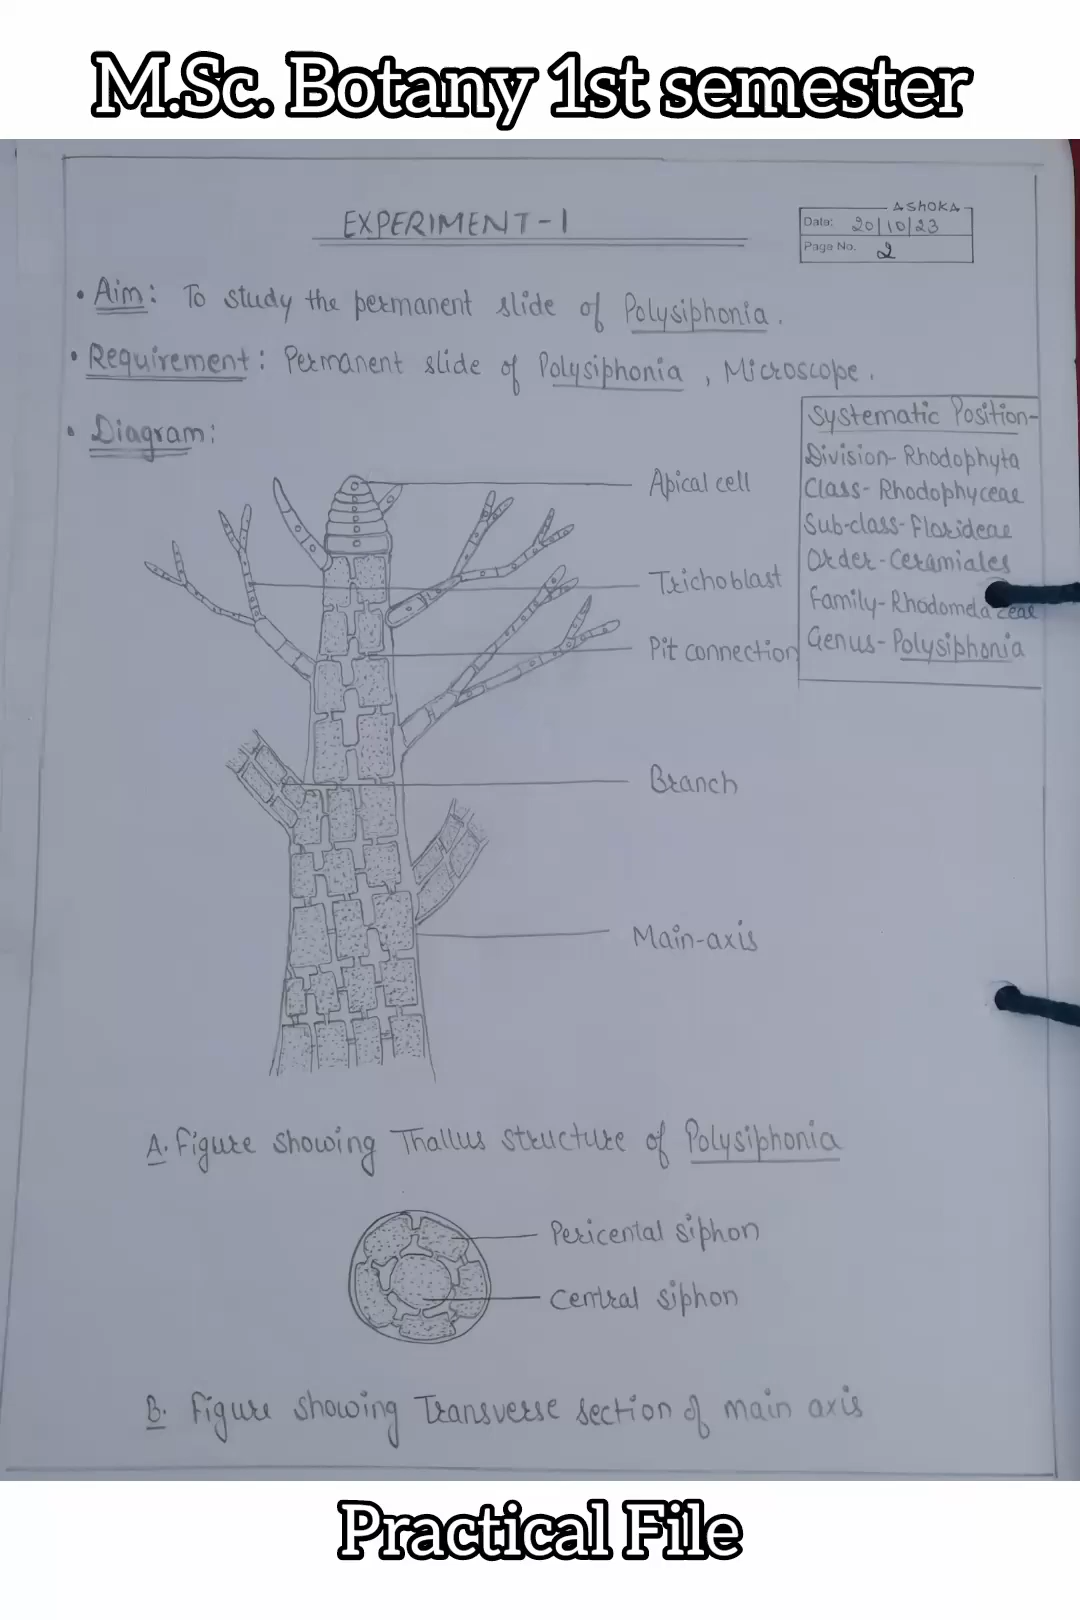 M.Sc. Botany 1st semester
ASHOKA
EXPERIMENT-1
Date: 20/10/23
Page No. 2
• Aim: To study the permanent slide of Polysiphonia.
• Requirement: Permanent slide of Polysiphonia, Microscope.
• Diagram:
Systematic Position-
Division- Rhodophyta
Class- Rhodophyceae
Sub-class- Florideae
Order- Ceramiales
Family- Rhodomelaceae
Genus- Polysiphonia
Apical cell
Trichoblast
Pit connection
Branch
Main-axis
A. Figure showing Thallus structure of Polysiphonia
Pericental siphon
Central siphon
B. Figure showing Transverse section of main axis
Practical File